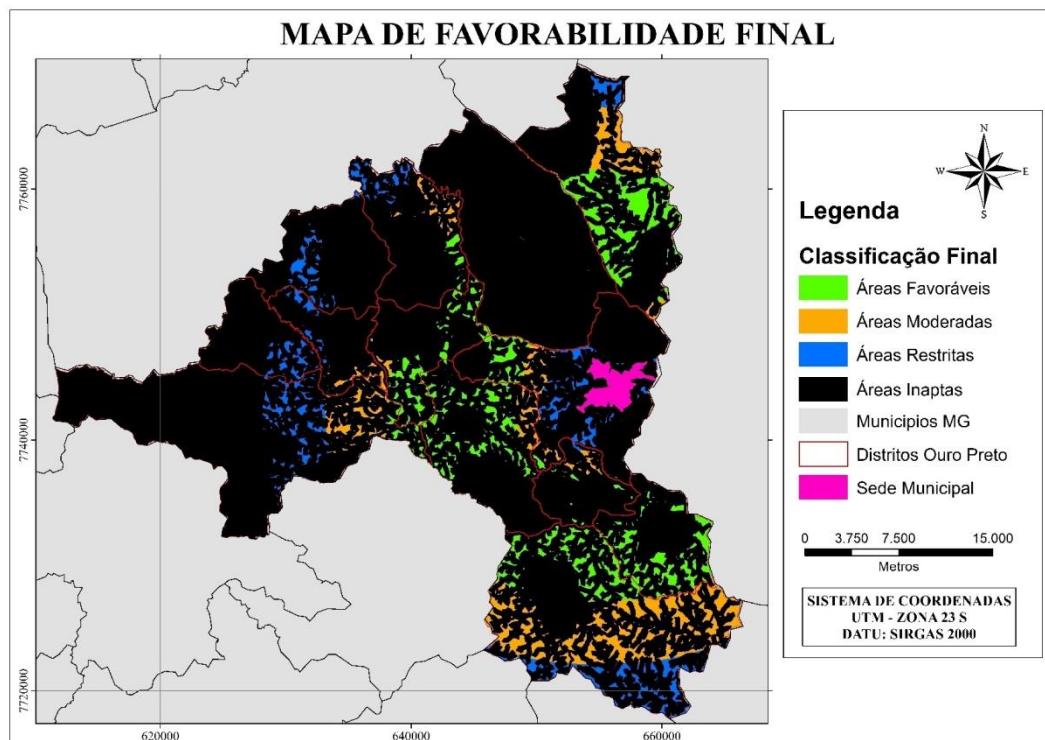 MAPA DE FAVORABILIDADE FINAL
7760000
7740000
7720000
620000
640000
660000
N
W
E
S
Legenda
Classificação Final
Áreas Favoráveis
Áreas Moderadas
Áreas Restritas
Áreas Inaptas
Municipios MG
Distritos Ouro Preto
Sede Municipal
0 3.750 7.500 15.000
Metros
SISTEMA DE COORDENADAS
UTM - ZONA 23 S
DATU: SIRGAS 2000